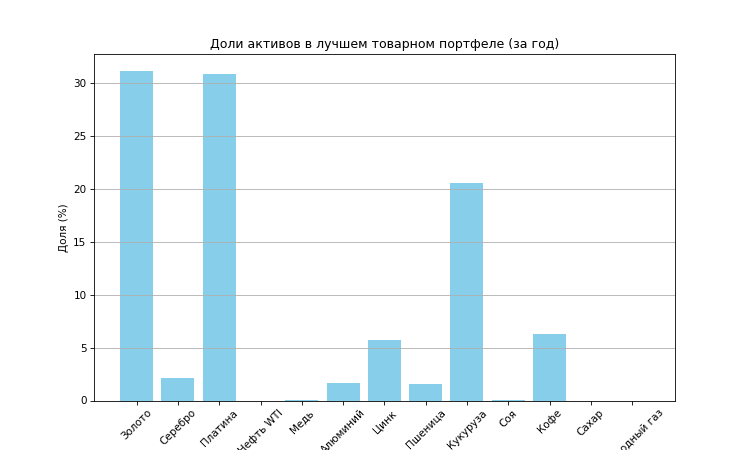 Доли активов в лучшем товарном портфеле (за год)
Доля (%)
30
25
20
15
10
5
0
Золото
Серебро
Платина
Нефть WTI
Медь
Алюминий
Цинк
Пшеница
Кукуруза
Соя
Кофе
Сахар
газ